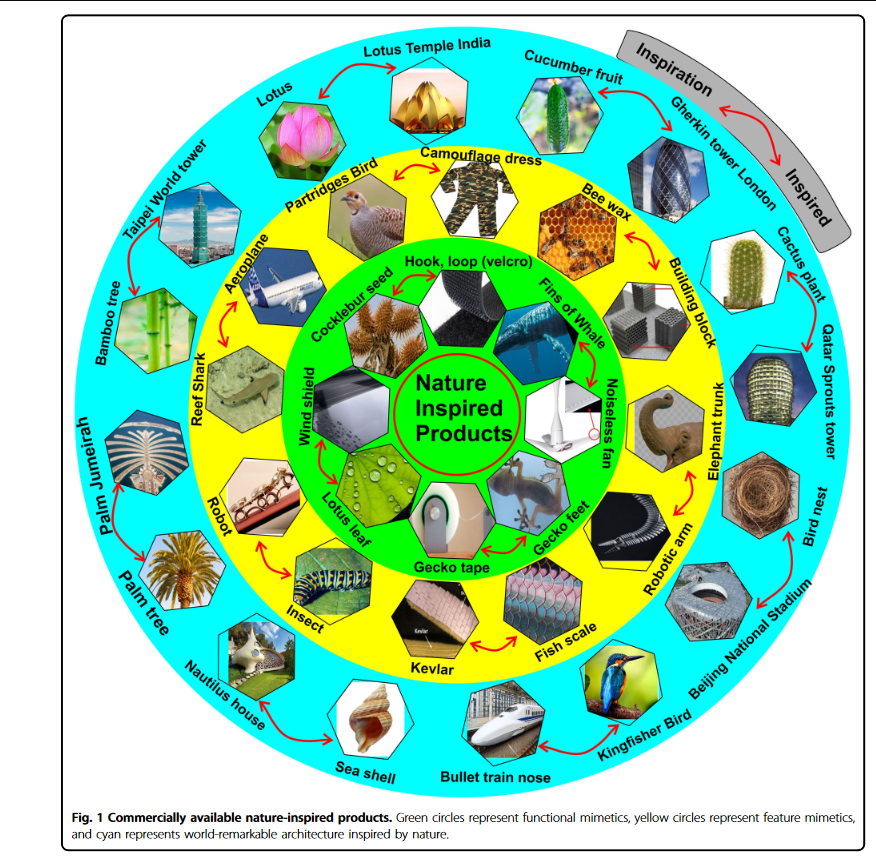 Inspiration
Inspired
Lotus Temple India
Lotus
Cucumber fruit
Gherkin tower London
Taipei World tower
Bamboo tree
Cactus plant
Qatar Sprouts tower
Palm Jumeirah
Palm tree
Bird nest
Beijing National Stadium
Nautilus house
Sea shell
Bullet train nose
Kingfisher Bird
Partridges Bird
Camouflage dress
Bee wax
Building block
Aeroplane
Reef Shark
Elephant trunk
Robotic arm
Robot
Insect
Kevlar
Kevlar
Fish scale
Cocklebur seed
Hook, loop (velcro)
Fins of Whale
Noiseless fan
Wind shield
Lotus leaf
Gecko tape
Gecko feet
Nature
Inspired
Products
Fig. 1 Commercially available nature-inspired products. Green circles represent functional mimetics, yellow circles represent feature mimetics,
and cyan represents world-remarkable architecture inspired by nature.